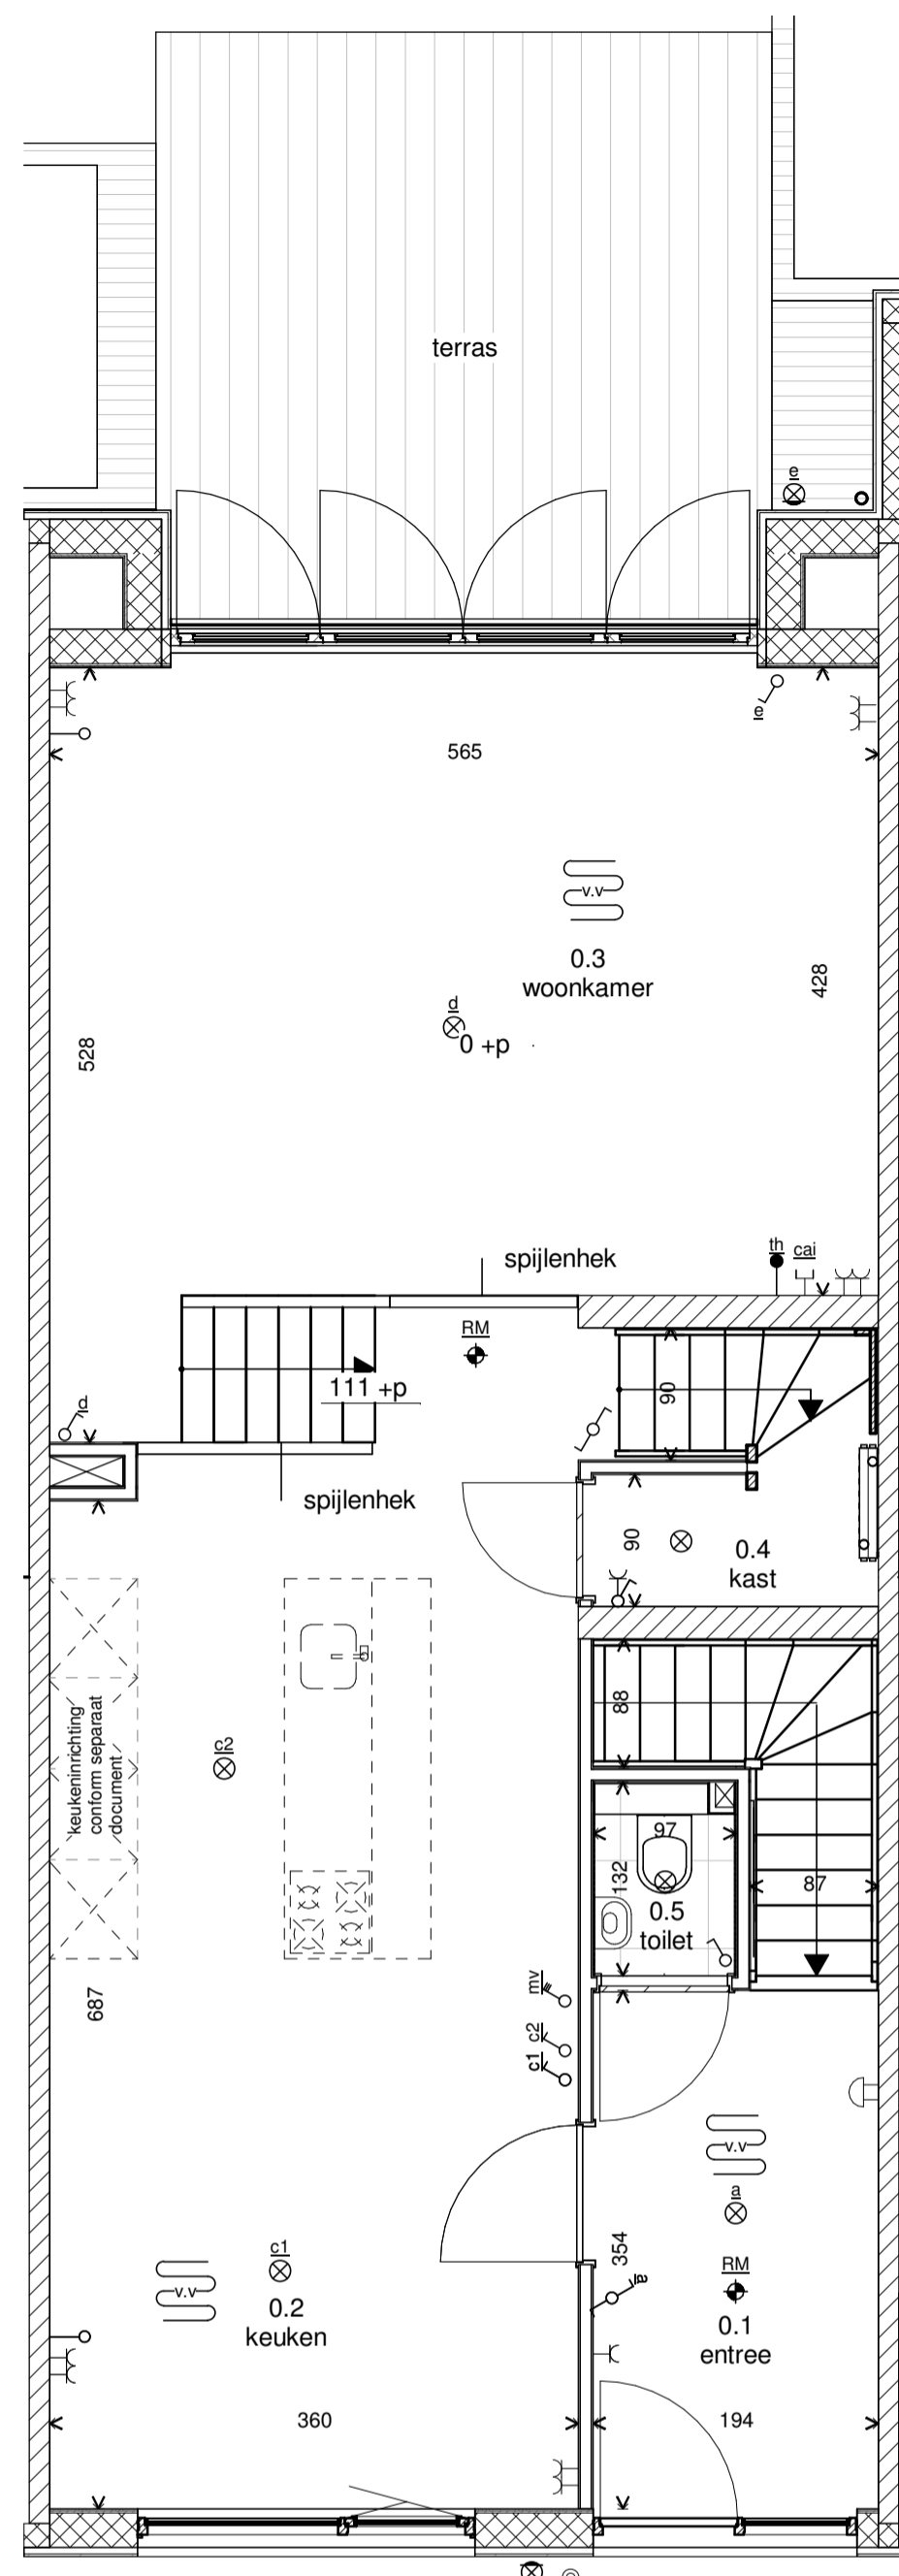 terras
e
e
565
v.v
0.3
woonkamer
428
d
0 +p
528
spijlenhek
th
cai
RM
111 +p
90
d
spijlenhek
90
0.4
kast
88
keukeninrichting
conform separaat
document
c2
97
132
87
0.5
toilet
mv
687
c2
c1
v.v
a
354
c1
a
RM
v.v
0.2
keuken
0.1
entree
360
194